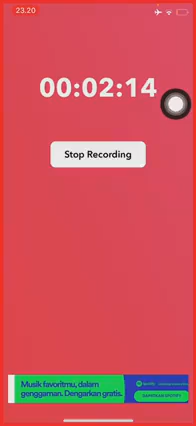 23.20
00:02:14
Stop Recording
Musik favoritmu, dalam
genggaman. Dengarkan gratis.